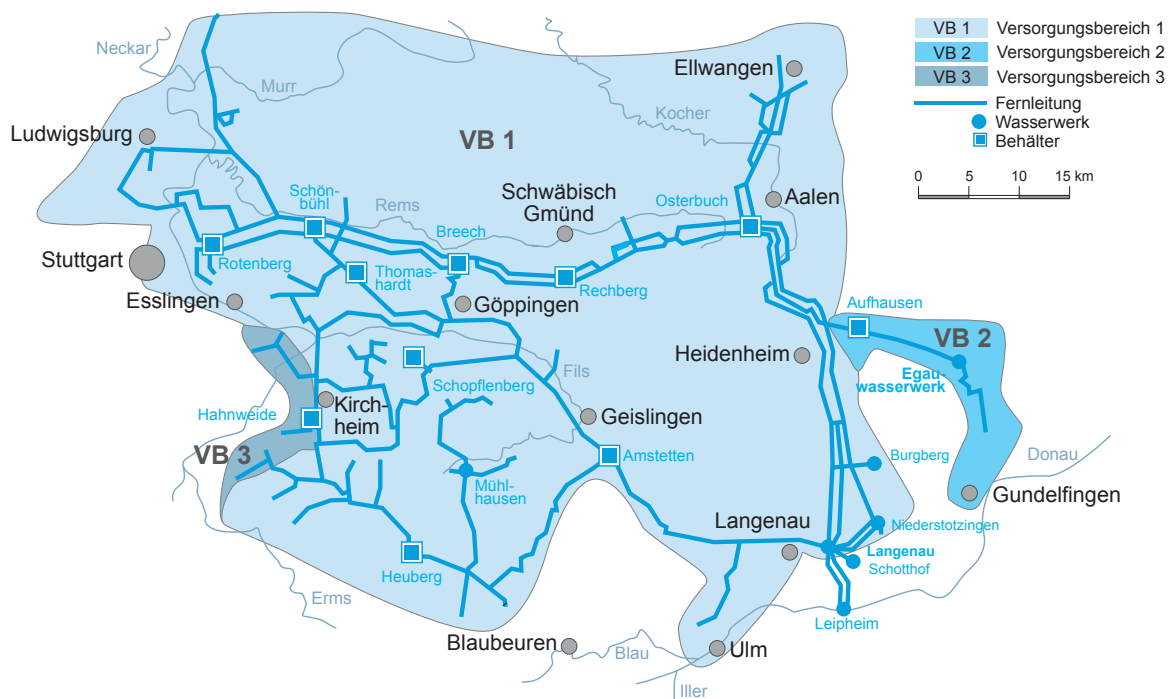 VB 1 Versorgungsbereich 1
VB 2 Versorgungsbereich 2
VB 3 Versorgungsbereich 3
Fernleitung
Wasserwerk
Behälter
0 5 10 15 km
Neckar
Murr
Ellwangen
Kocher
Ludwigsburg
VB 1
Schön-
bühl
Schwäbisch
Gmünd
Osterbuch
Aalen
Rems
Breech
Stuttgart
Rotenberg
Thomas-
hardt
Rechberg
Esslingen
Göppingen
Aufhausen
VB 2
Heidenheim
Egau-
wasserwerk
Fils
Schopflenberg
Hahnweide
Kirch-
heim
Geislingen
VB 3
Amstetten
Burgberg
Donau
Mühl-
hausen
Gundelfingen
Langenau
Niederstotzingen
Langenau
Schotthof
Heuberg
Erms
Leipheim
Blaubeuren
Blau
Ulm
Iller